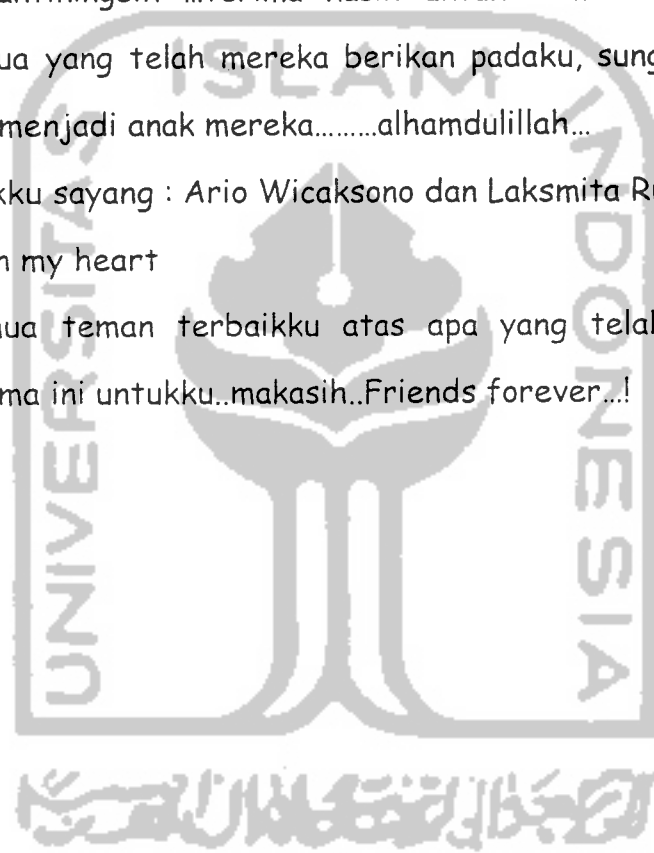 ua yang telah mereka berikan padaku, sung
menjadi anak mereka.........alhamdulillah...
kku sayang : Ario Wicaksono dan Laksmita R
n my heart
ua teman terbaikku atas apa yang telah
ma ini untukku..makasih..Friends forever...!
UNIVERSITAS
ISLAM
INDONESIA